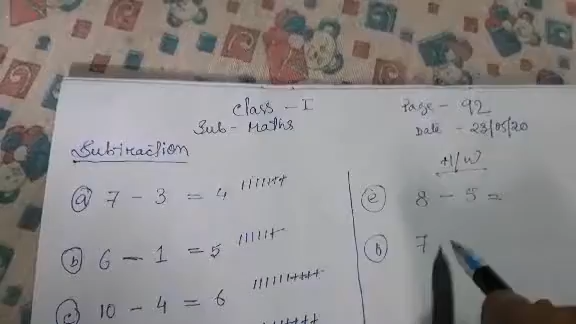 Class - I
Page - 92
Sub - Maths
Date - 28/05/20
Subtraction
H/W
(a) 7 - 3 = 4
(b) 6 - 1 = 5
(c) 10 - 4 = 6
(e) 8 - 5 =
(b) 7